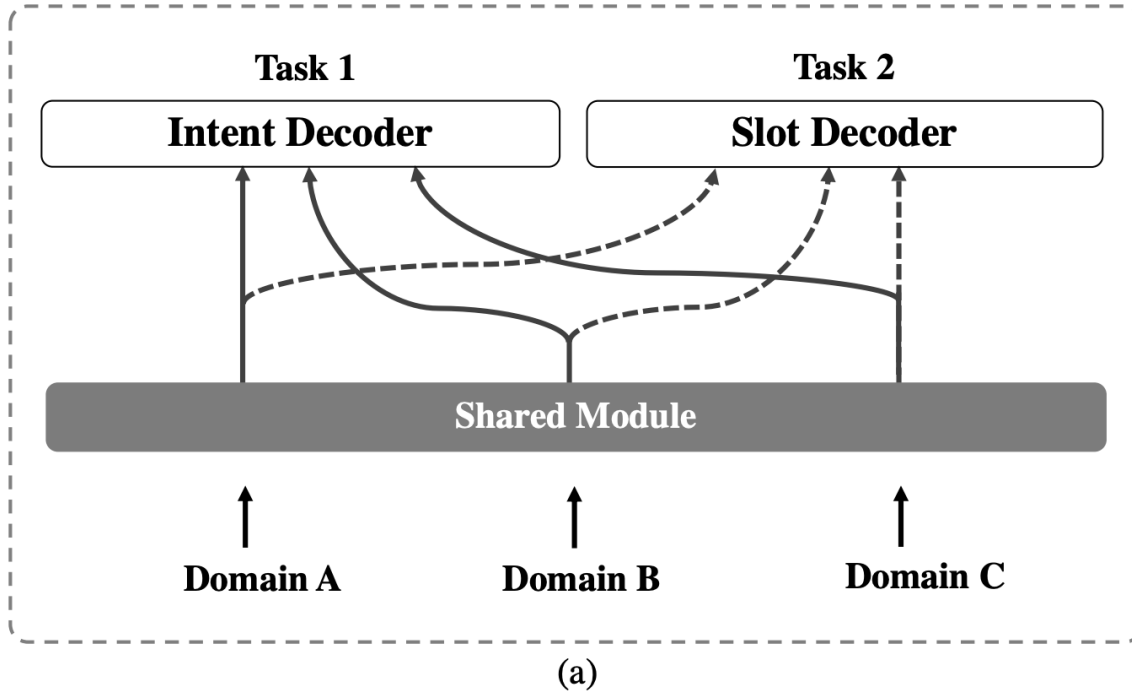 Task 1
Task 2
Intent Decoder
Slot Decoder
Shared Module
Domain A
Domain B
Domain C
(a)